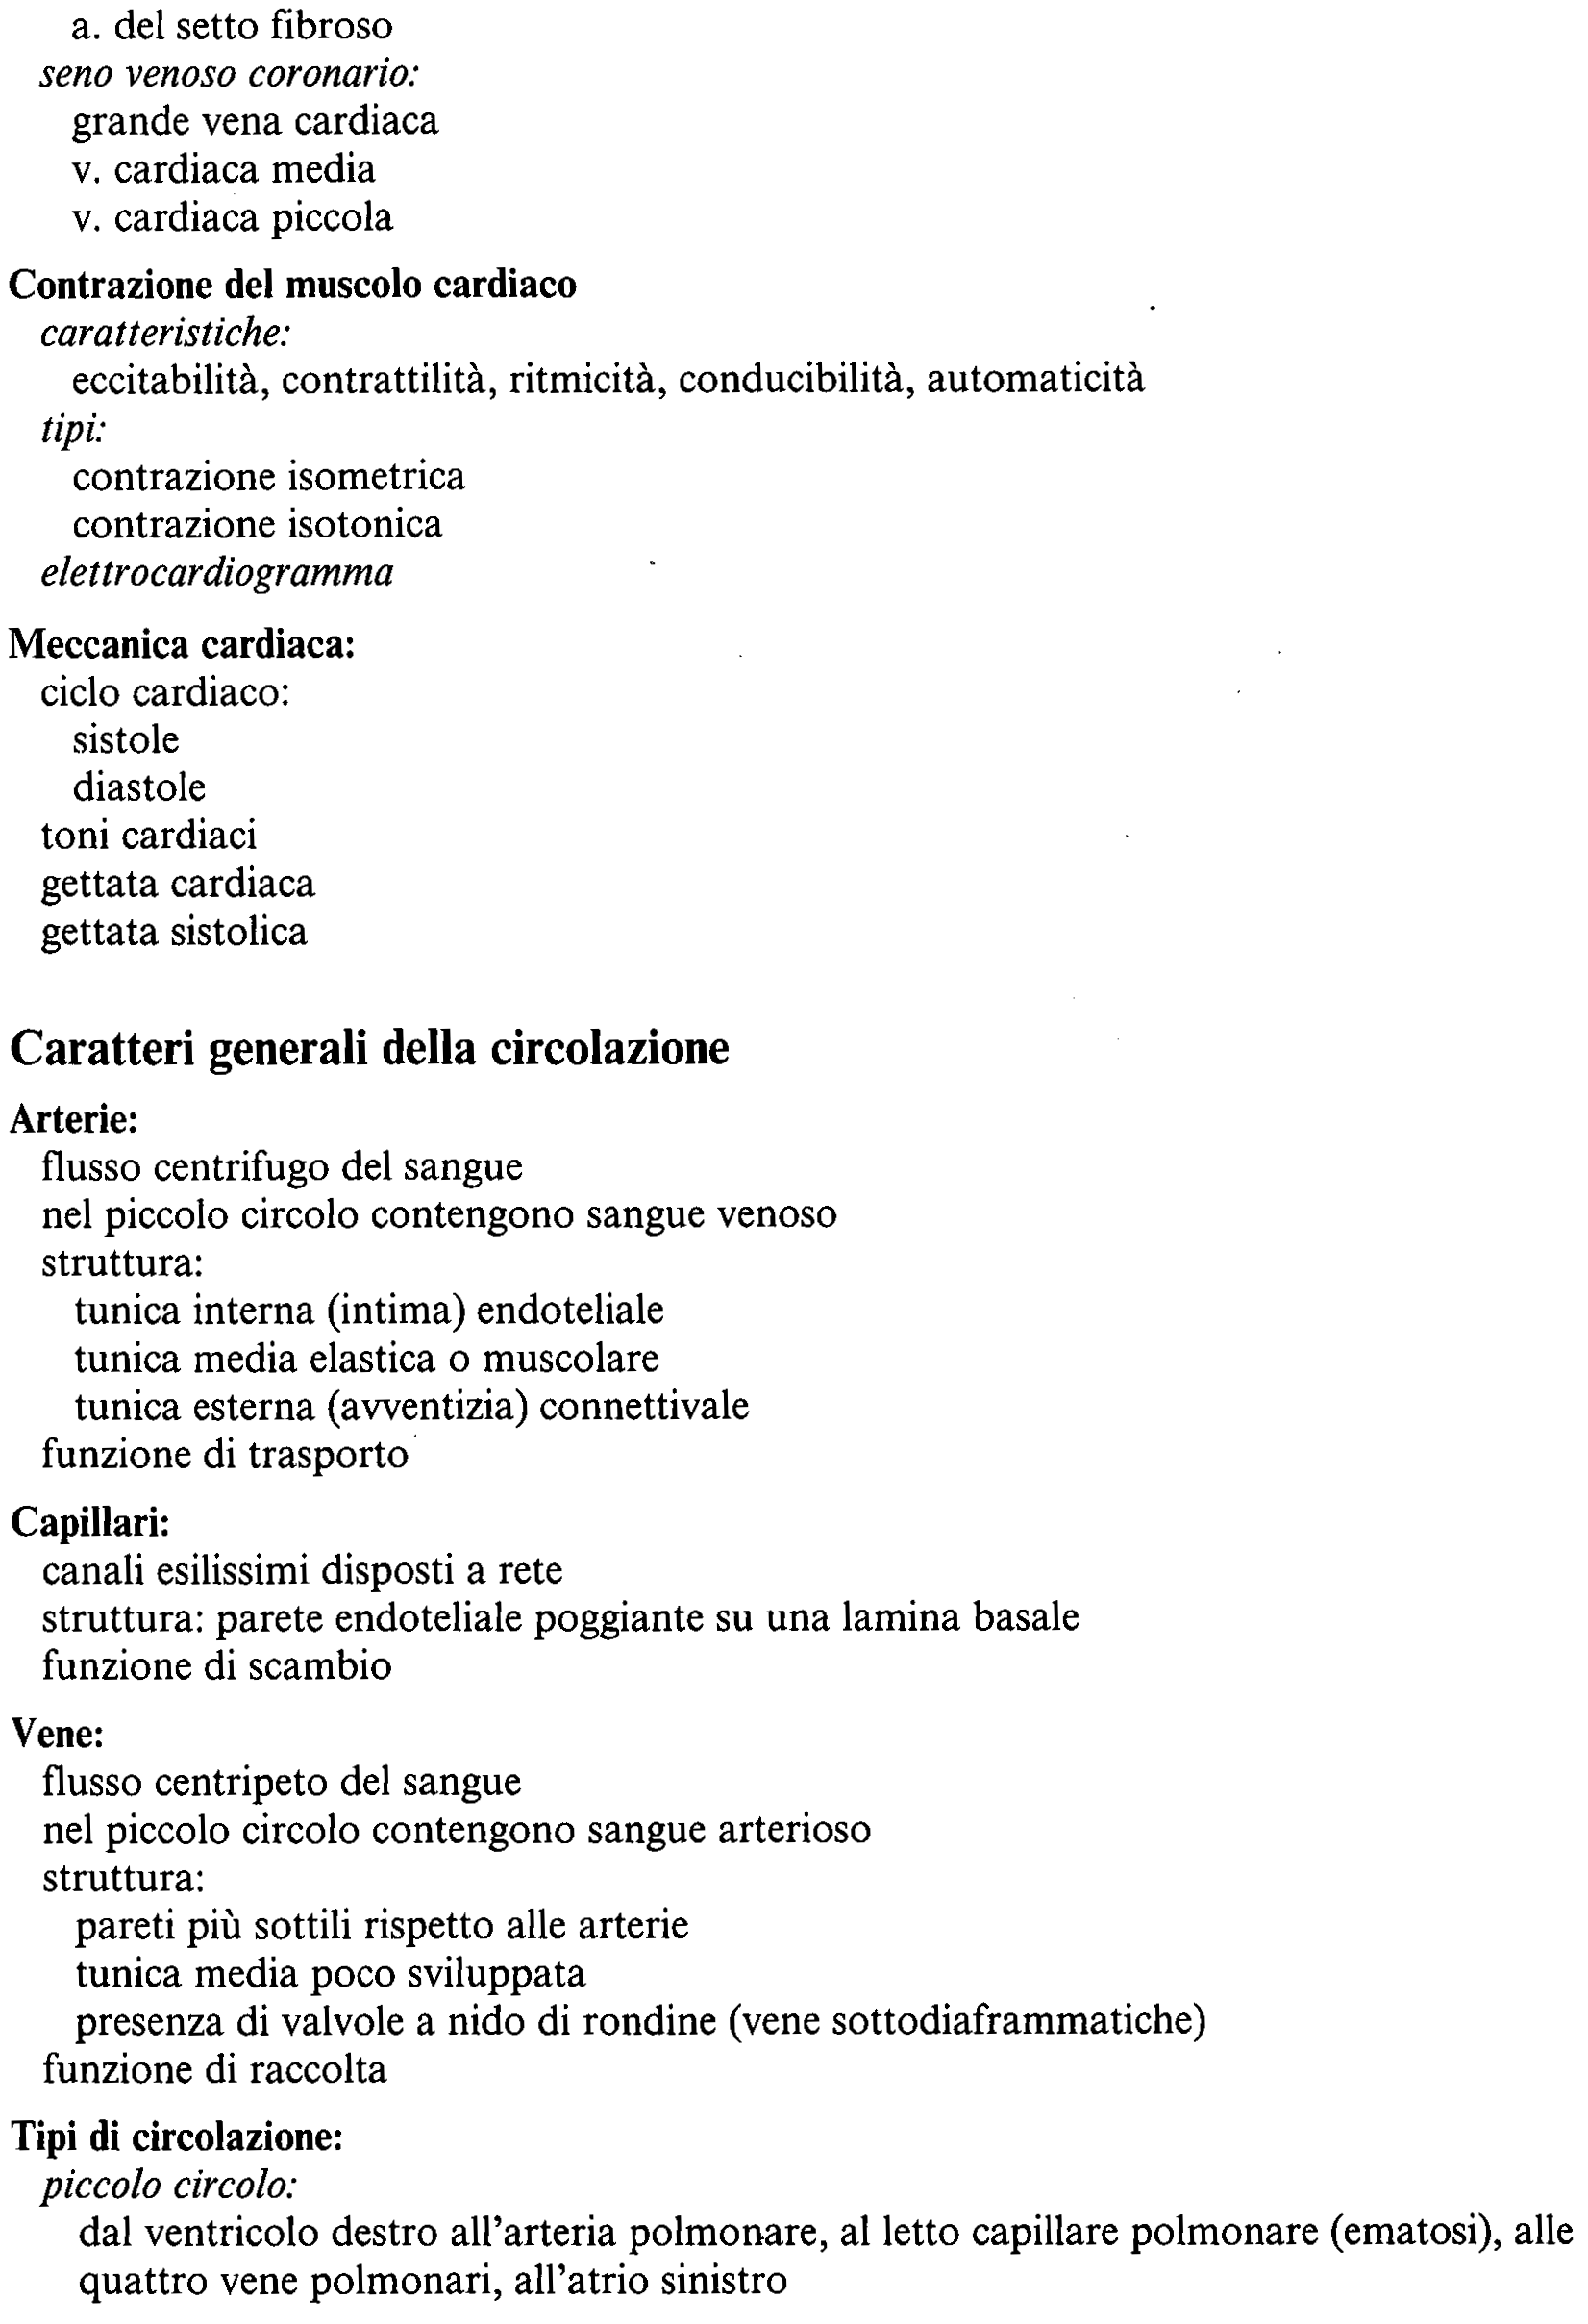 a. del setto fibroso
seno venoso coronario:
grande vena cardiaca
v. cardiaca media
v. cardiaca piccola
Contrazione del muscolo cardiaco
caratteristiche:
eccitabilità, contrattilità, ritmicità, conducibilità, automaticità
tipi:
contrazione isometrica
contrazione isotonica
elettrocardiogramma
Meccanica cardiaca:
ciclo cardiaco:
sistole
diastole
toni cardiaci
gettata cardiaca
gettata sistolica
Caratteri generali della circolazione
Arterie:
flusso centrifugo del sangue
nel piccolo circolo contengono sangue venoso
struttura:
tunica interna (intima) endoteliale
tunica media elastica o muscolare
tunica esterna (avventizia) connettivale
funzione di trasporto
Capillari:
canali esilissimi disposti a rete
struttura: parete endoteliale poggiante su una lamina basale
funzione di scambio
Vene:
flusso centripeto del sangue
nel piccolo circolo contengono sangue arterioso
struttura:
pareti più sottili rispetto alle arterie
tunica media poco sviluppata
presenza di valvole a nido di rondine (vene sottodiaframmatiche)
funzione di raccolta
Tipi di circolazione:
piccolo circolo:
dal ventricolo destro all'arteria polmonare, al letto capillare polmonare (ematosi), alle
quattro vene polmonari, all'atrio sinistro